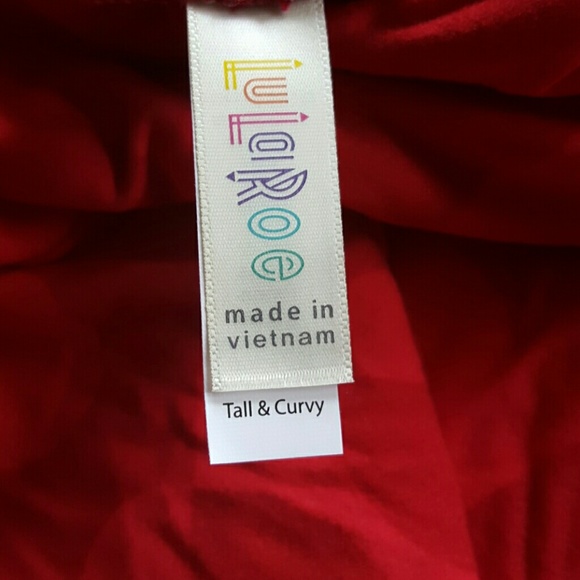 LuLaRoe
made in
vietnam
Tall & Curvy